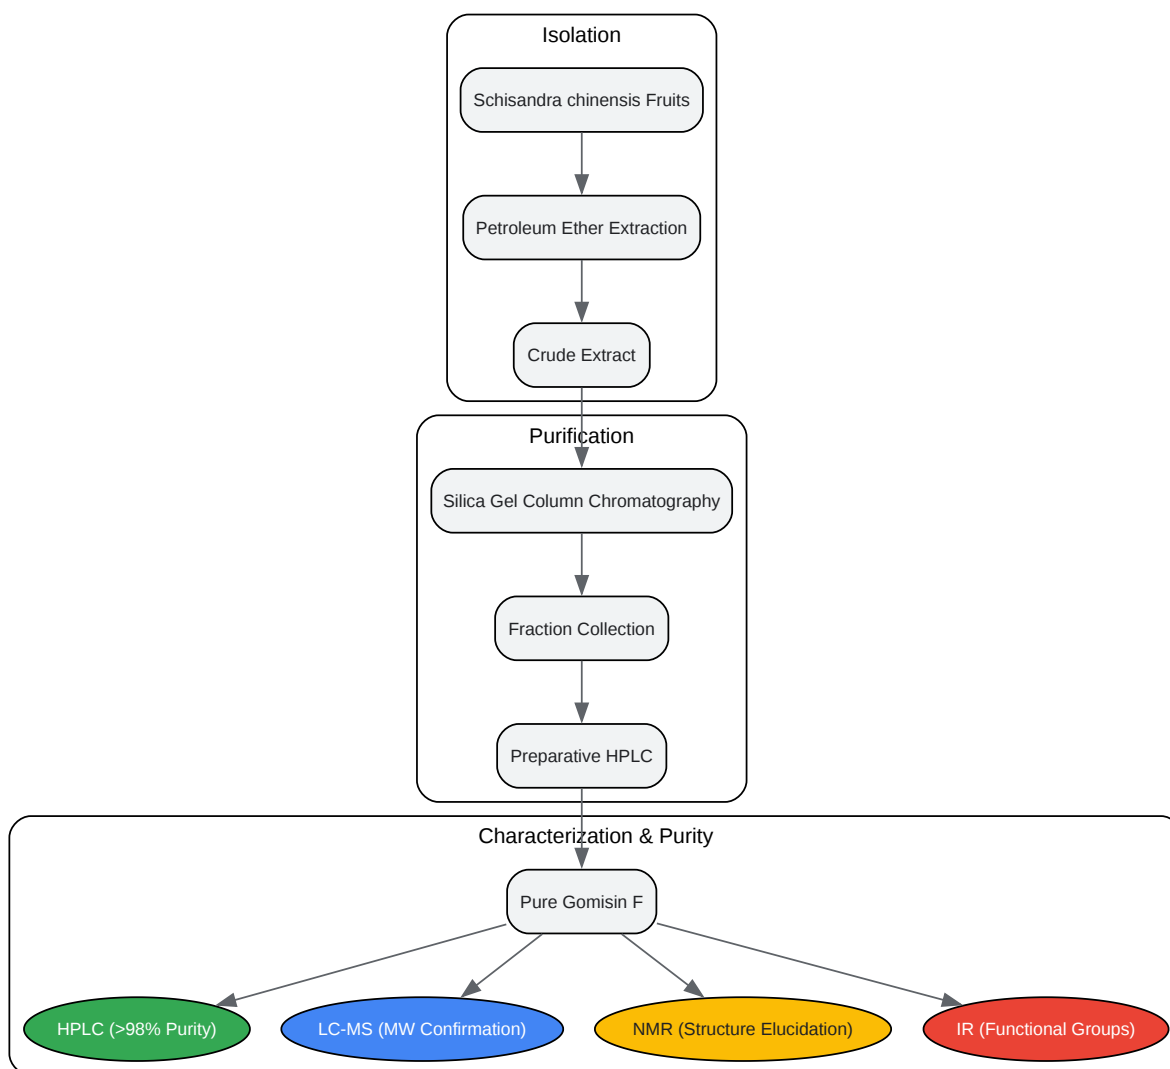 Isolation
Schisandra chinensis Fruits
Petroleum Ether Extraction
Crude Extract
Purification
Silica Gel Column Chromatography
Fraction Collection
Preparative HPLC
Characterization & Purity
Pure Gomisin F
HPLC (>98% Purity)
LC-MS (MW Confirmation)
NMR (Structure Elucidation)
IR (Functional Groups)